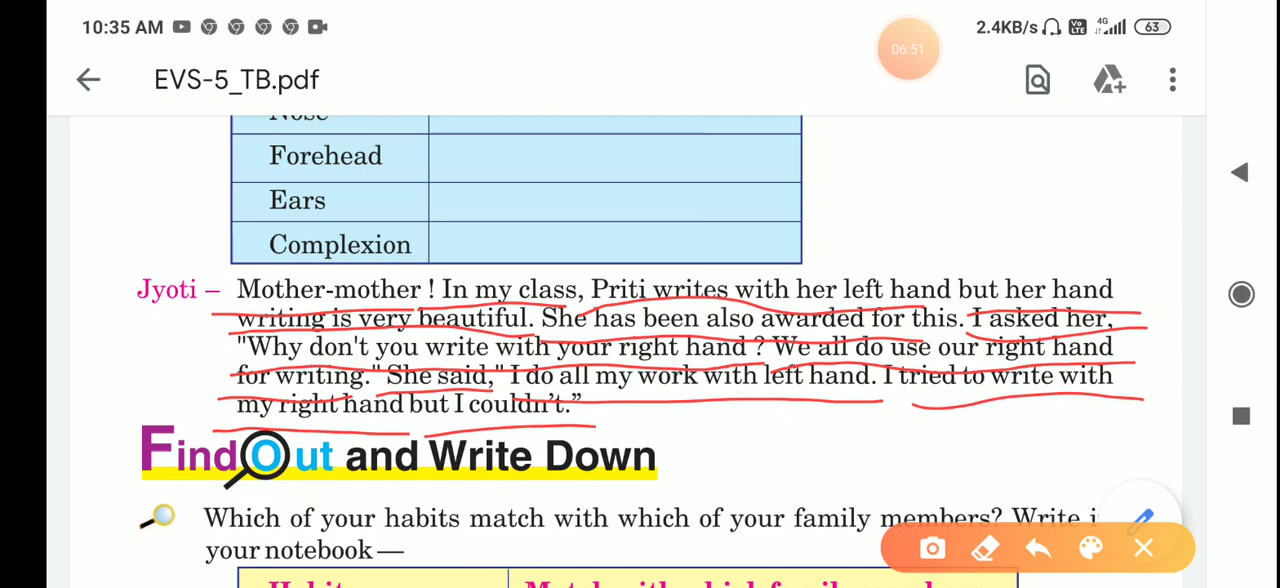 10:35 AM
2.4KB/s Vo LTE 4G 63
06:51
EVS-5_TB.pdf
Nose
Forehead
Ears
Complexion
Jyoti – Mother-mother ! In my class, Priti writes with her left hand but her hand
writing is very beautiful. She has been also awarded for this. I asked her,
"Why don't you write with your right hand ? We all do use our right hand
for writing." She said," I do all my work with left hand. I tried to write with
my right hand but I couldn't."
Find Out and Write Down
Which of your habits match with which of your family members? Write i
your notebook —